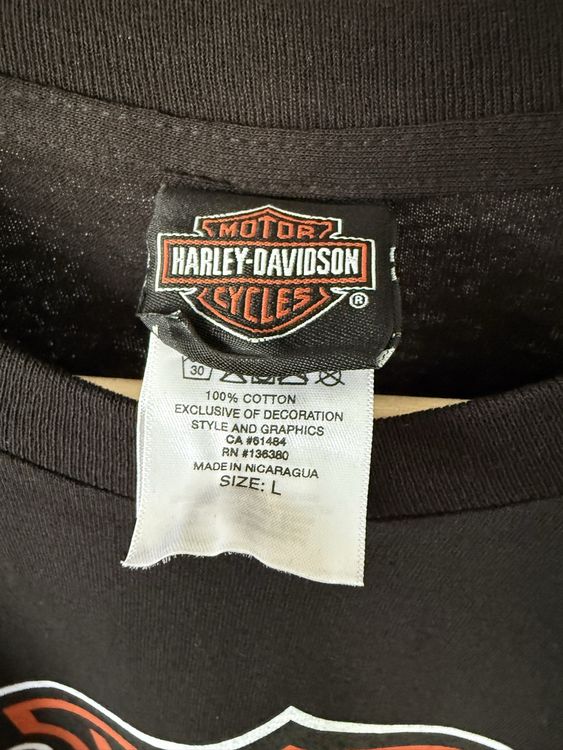 MOTOR
HARLEY-DAVIDSON
CYCLES
®
30
100% COTTON
EXCLUSIVE OF DECORATION
STYLE AND GRAPHICS
CA #61484
RN #136380
MADE IN NICARAGUA
SIZE: L